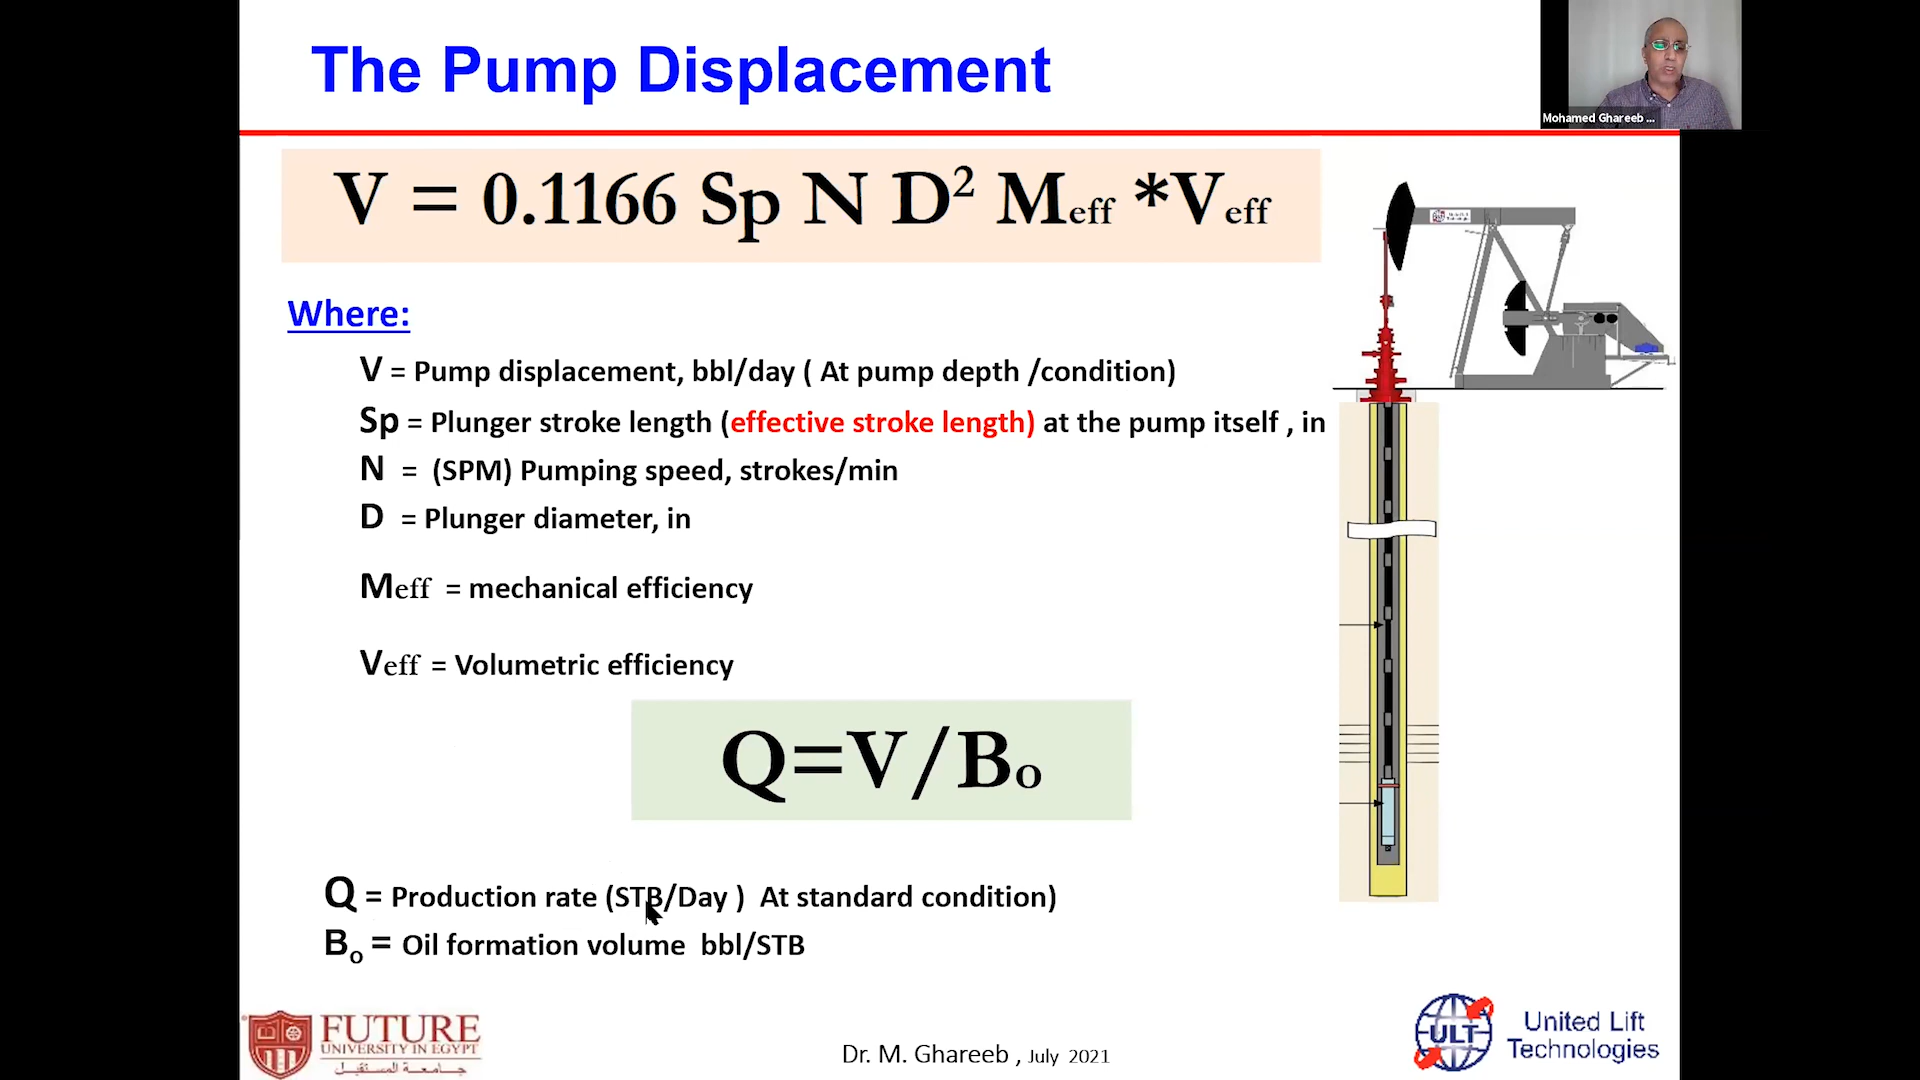 The Pump Displacement
Mohamed Ghareeb ...
V = 0.1166 Sp N D² Meff *Veff
Where:
V = Pump displacement, bbl/day ( At pump depth /condition)
Sp = Plunger stroke length (effective stroke length) at the pump itself , in
N = (SPM) Pumping speed, strokes/min
D = Plunger diameter, in
Meff = mechanical efficiency
Veff = Volumetric efficiency
Q=V/Bo
Q = Production rate (STB/Day ) At standard condition)
Bo = Oil formation volume bbl/STB
FUTURE
UNIVERSITY IN EGYPT
جامعة المستقبل
Dr. M. Ghareeb , July 2021
ULT
United Lift
Technologies